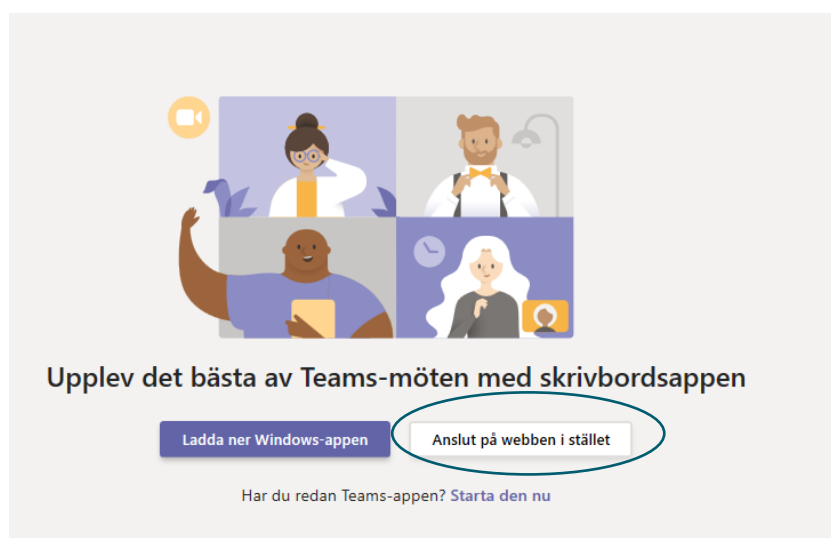 Upplev det bästa av Teams-möten med skrivbordsappen
Ladda ner Windows-appen
Anslut på webben i stället
Har du redan Teams-appen? Starta den nu